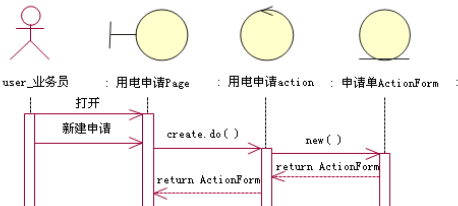 user_业务员
: 用电申请Page
: 用电申请action
: 申请单ActionForm
:
打开
新建申请
create.do( )
new( )
return ActionForm
return ActionForm